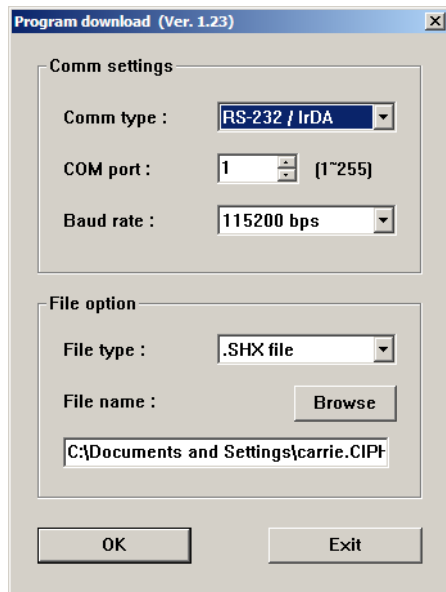 Program download (Ver. 1.23)
Comm settings
Comm type : RS-232 / IrDA
COM port : 1 (1~255)
Baud rate : 115200 bps
File option
File type : .SHX file
File name : Browse
C:\Documents and Settings\carrie.CIPH
OK Exit